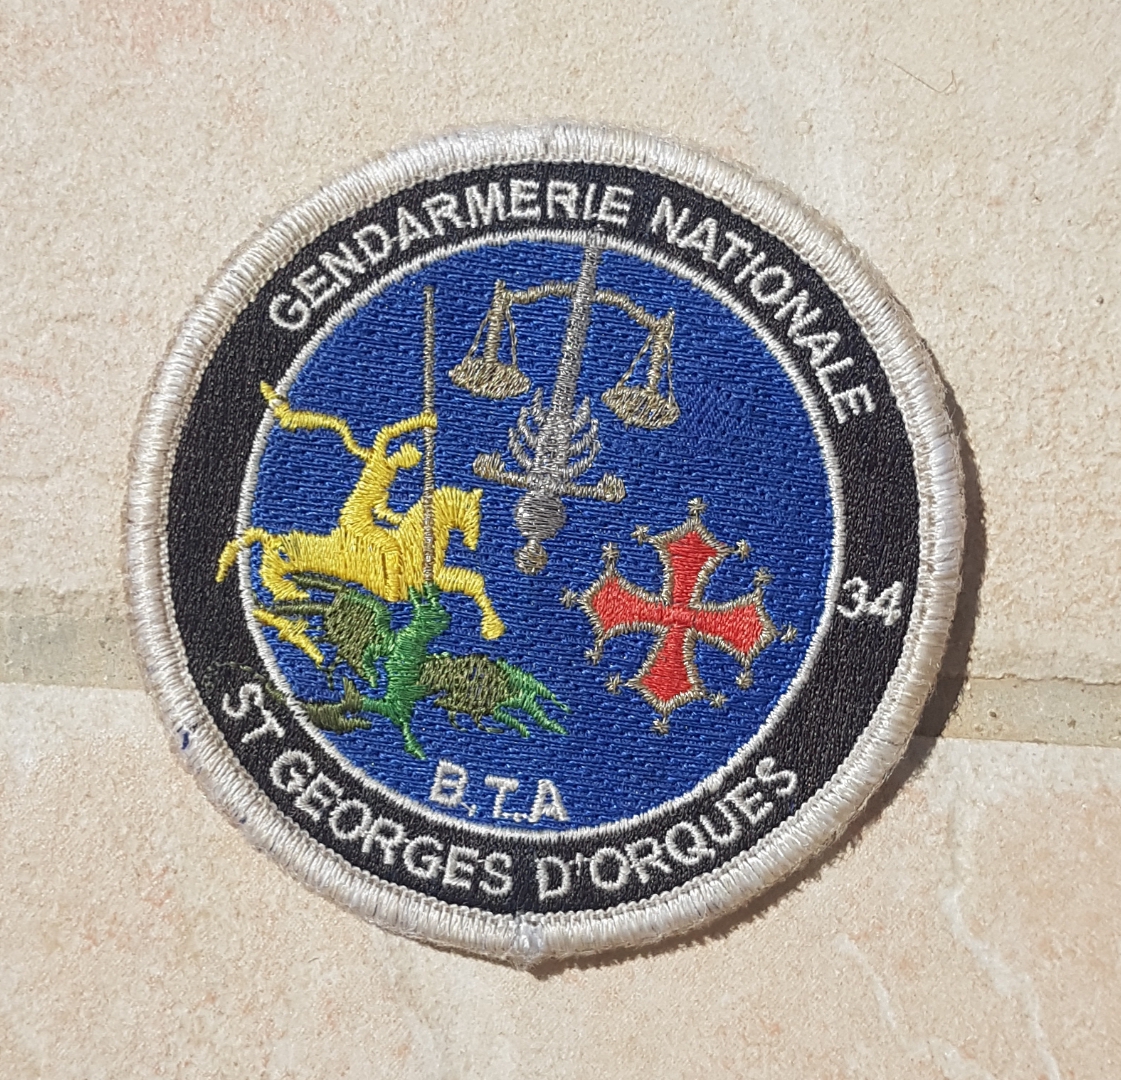 GENDARMERIE NATIONALE
34
B.T.A
ST GEORGES D'ORQUES